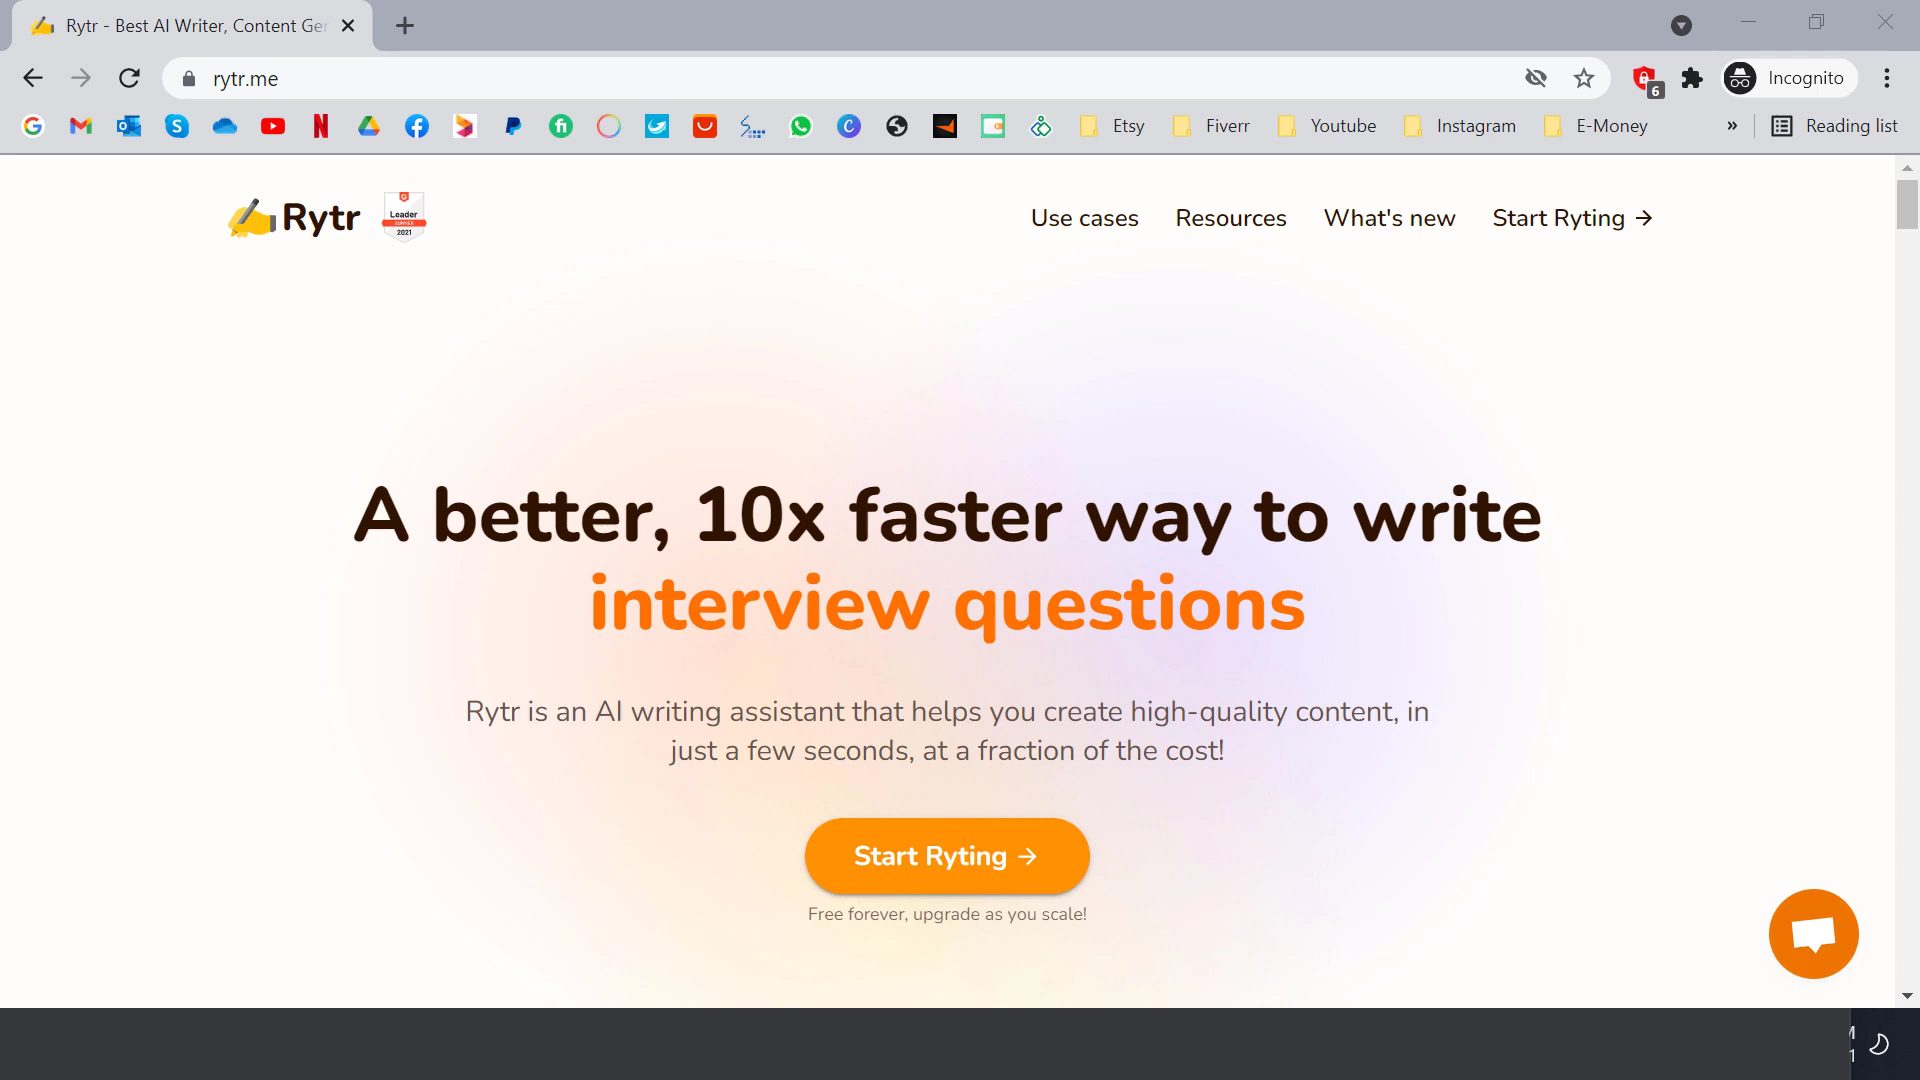 Rytr - Best AI Writer, Content Ge
rytr.me
6
Incognito
Etsy
Fiverr
Youtube
Instagram
E-Money
»
Reading list
Rytr
Leader
SUMMER
2021
Use cases
Resources
What's new
Start Ryting →
A better, 10x faster way to write
interview questions
Rytr is an AI writing assistant that helps you create high-quality content, in
just a few seconds, at a fraction of the cost!
Start Ryting →
Free forever, upgrade as you scale!